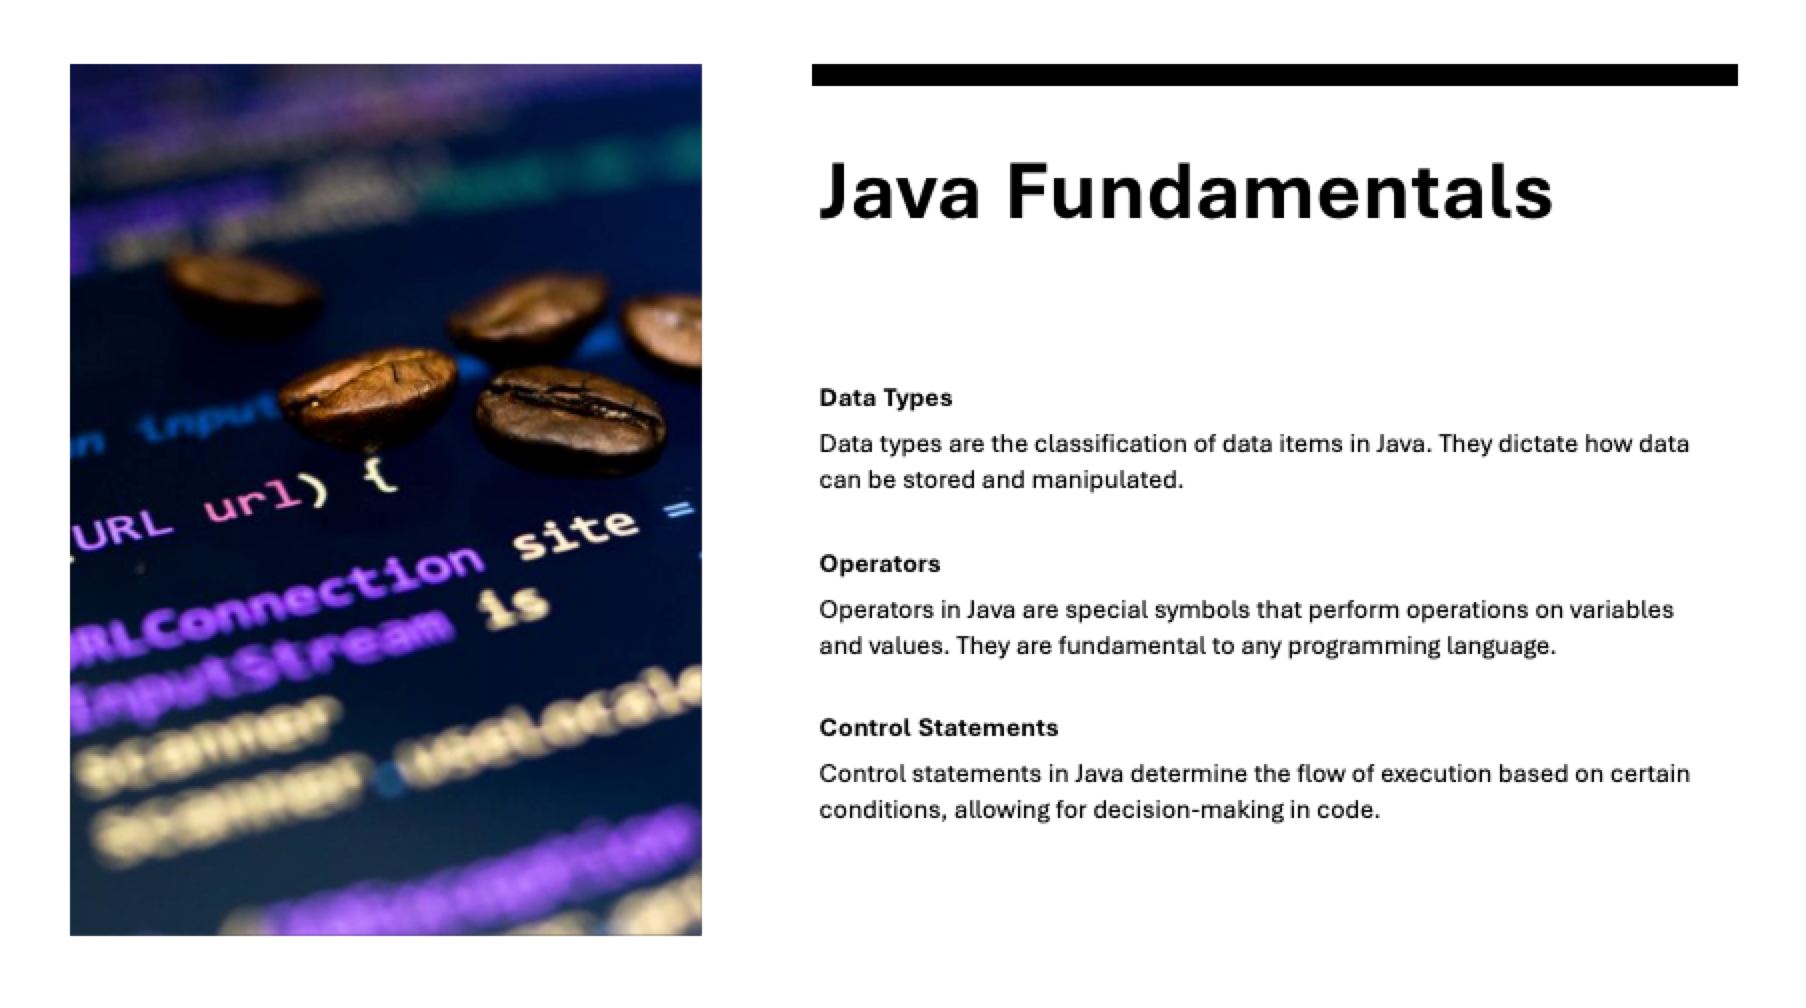 Java Fundamentals
Data Types
Data types are the classification of data items in Java. They dictate how data
can be stored and manipulated.
Operators
Operators in Java are special symbols that perform operations on variables
and values. They are fundamental to any programming language.
Control Statements
Control statements in Java determine the flow of execution based on certain
conditions, allowing for decision-making in code.
input
URL url) {
RLConnection site =
InputStream is
scanner